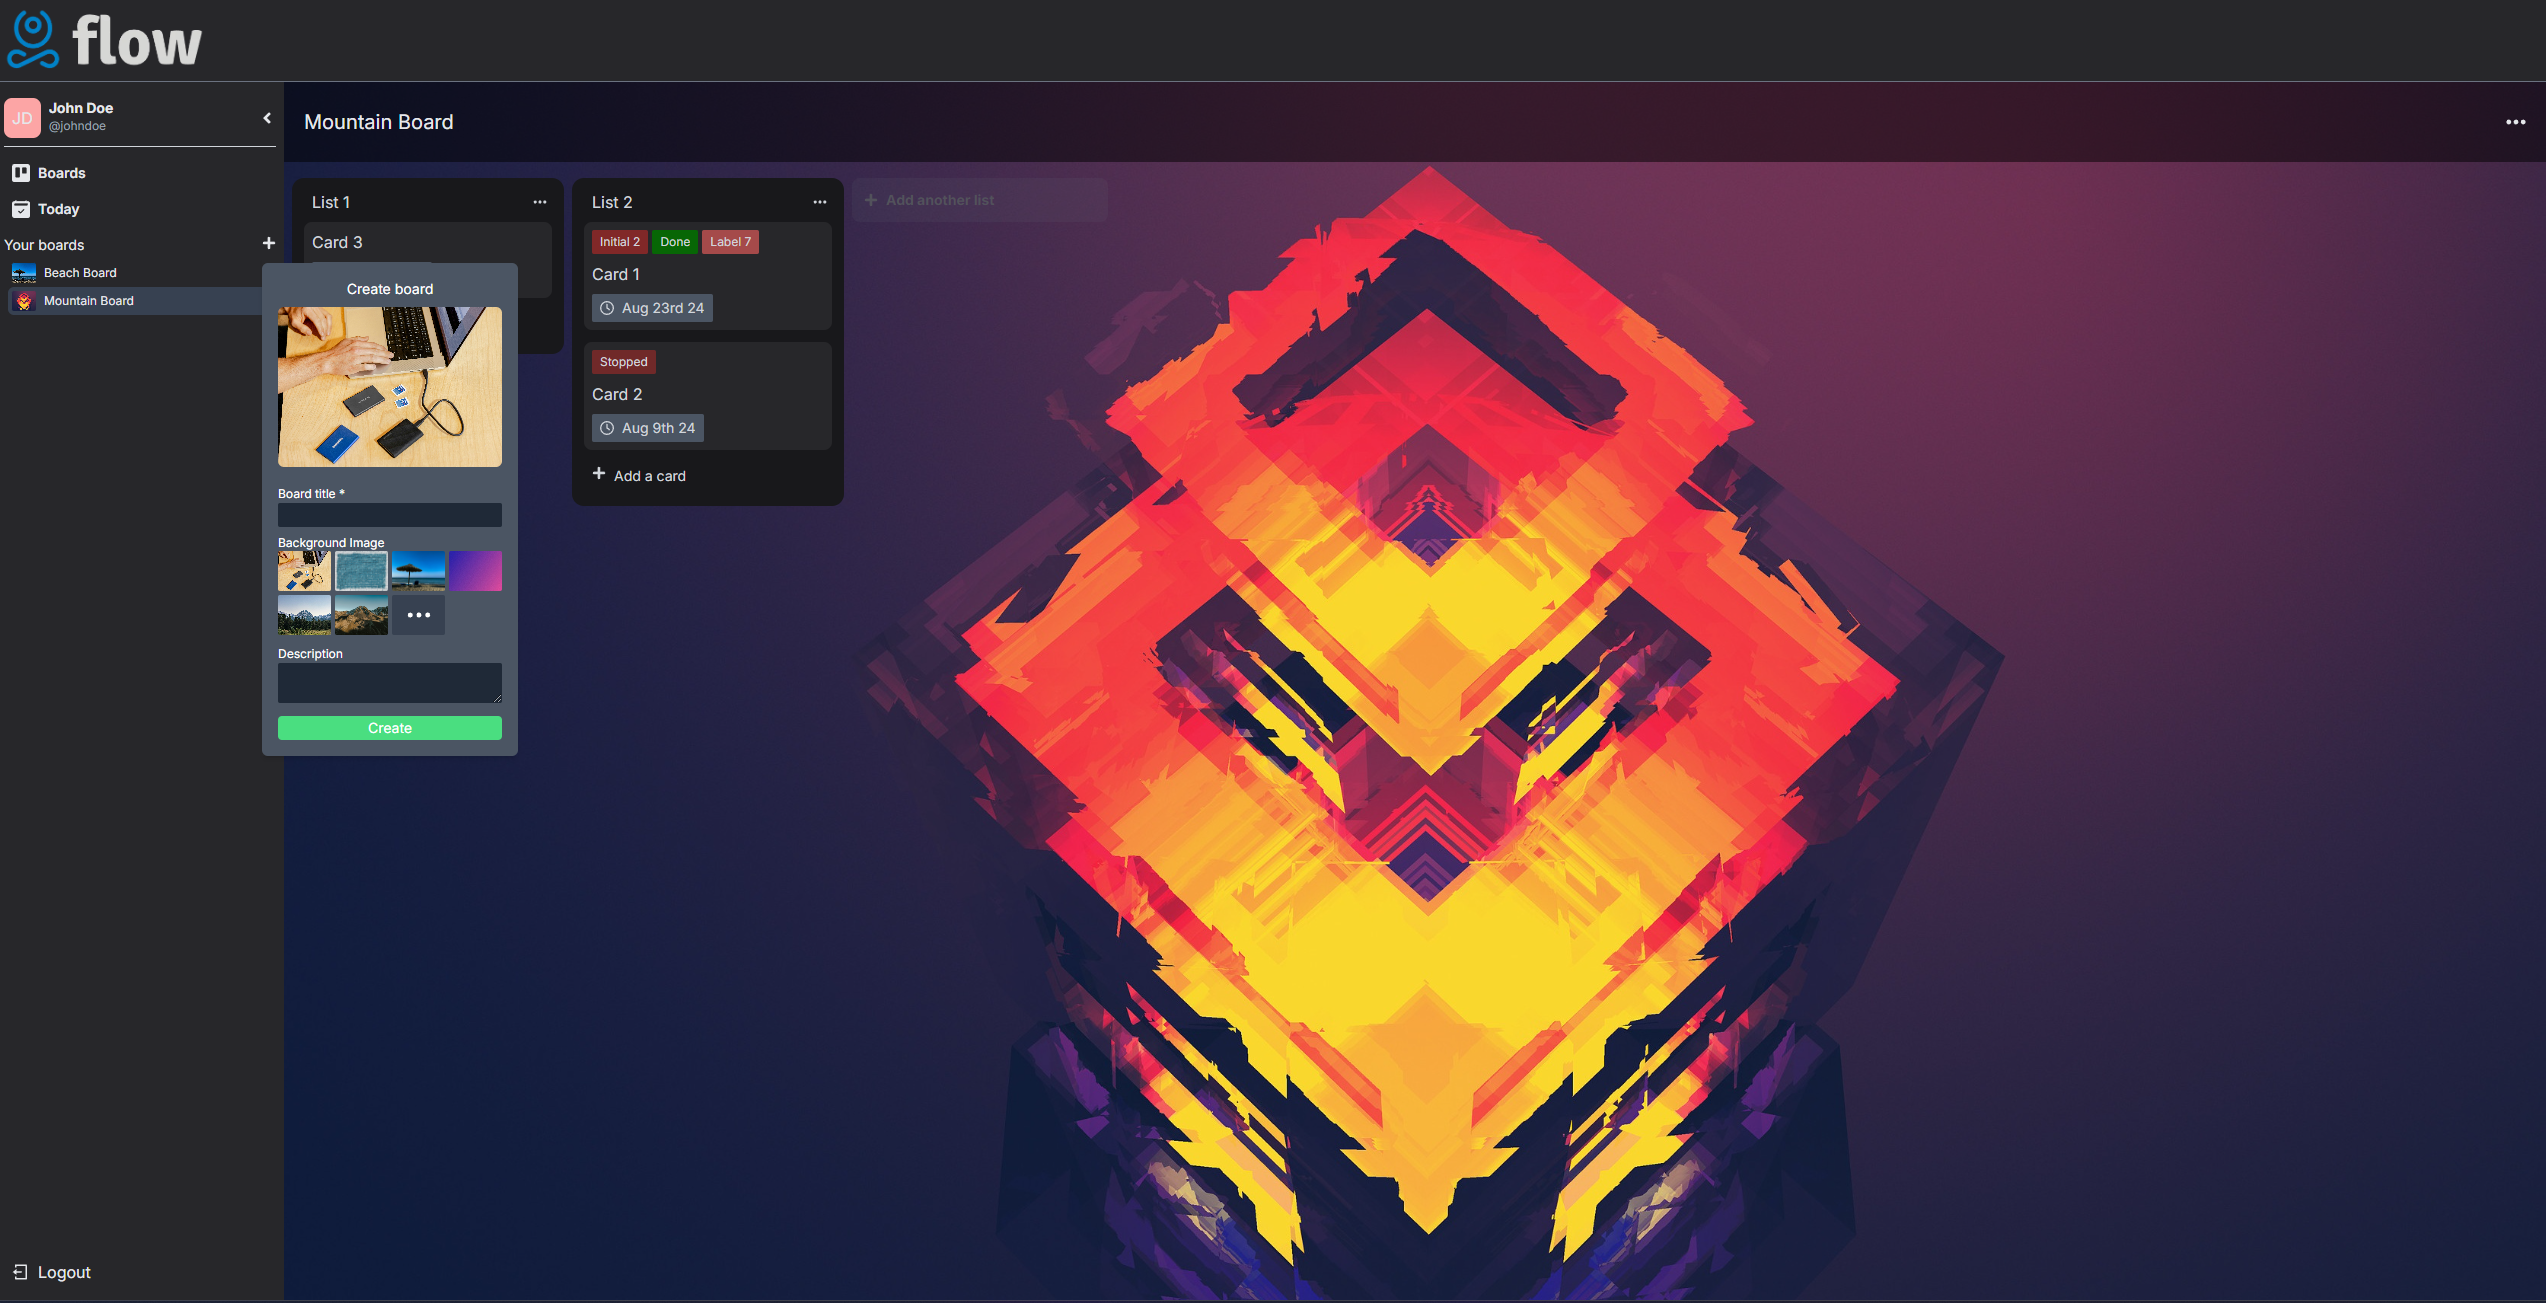 flow
JD
John Doe
@johndoe
Boards
Today
Your boards
Beach Board
Mountain Board
Logout
Mountain Board
List 1
Card 3
List 2
Initial 2 Done Label 7
Card 1
Aug 23rd 24
Stopped
Card 2
Aug 9th 24
Add a card
Add another list
Create board
Board title *
Background Image
Description
Create